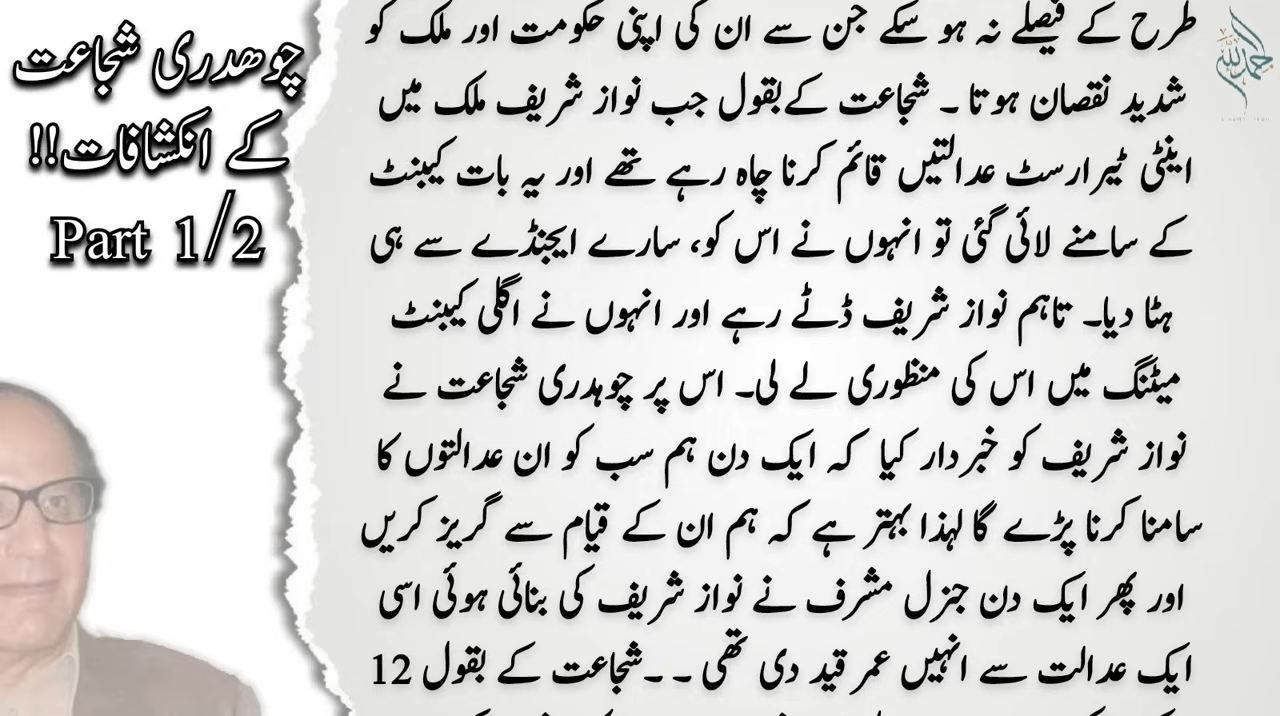 چوھدری شجاعت
کے انکشافات!!
Part 1/2
طرح کے فیصلے نہ ہو سکے جن سے ان کی اپنی حکومت اور ملک کو
شدید نقصان ہوتا ۔ شجاعت کےبقول جب نواز شریف ملک میں
اینٹی ٹیرارسٹ عدالتیں قائم کرنا چاہ رہے تھے اور یہ بات کیبنٹ
کے سامنے لائی گئی تو انہوں نے اس کو، سارے ایجنڈے سے ہی
ہٹا دیا۔ تاہم نواز شریف ڈٹے رہے اور انہوں نے اگلی کیبنٹ
میٹنگ میں اس کی منظوری لے لی۔ اس پر چوہدری شجاعت نے
نواز شریف کو خبردار کیا کہ ایک دن ہم سب کو ان عدالتوں کا
سامنا کرنا پڑے گا لہذا بہتر ہے کہ ہم ان کے قیام سے گریز کریں
اور پھر ایک دن جنرل مشرف نے نواز شریف کی بنائی ہوئی اسی
ایک عدالت سے انہیں عمر قید دی تھی ۔۔شجاعت کے بقول 12